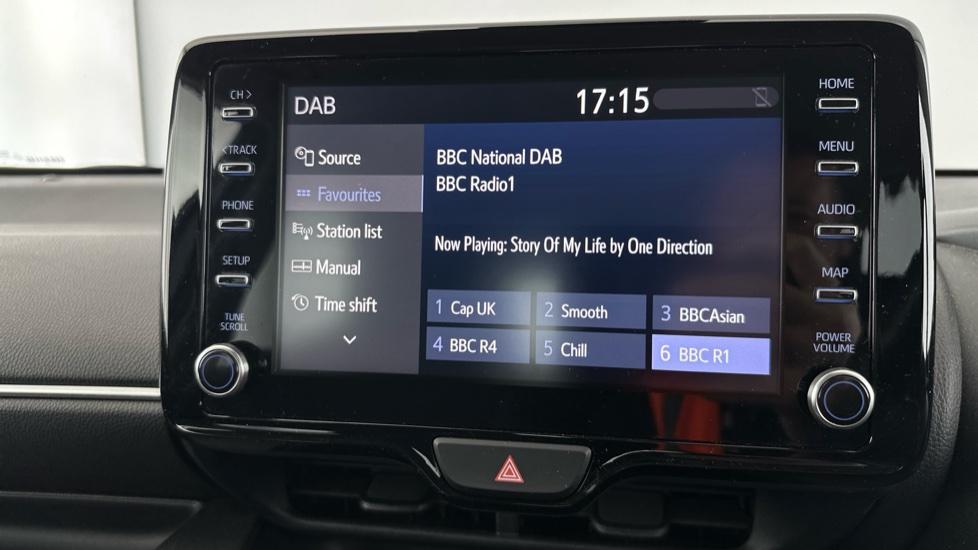 DAB
17:15
CH >
< TRACK
PHONE
SETUP
TUNE
SCROLL
Source
Favourites
Station list
Manual
Time shift
BBC National DAB
BBC Radio1
Now Playing: Story Of My Life by One Direction
1 Cap UK
2 Smooth
3 BBCAsian
4 BBC R4
5 Chill
6 BBC R1
HOME
MENU
AUDIO
MAP
POWER
VOLUME